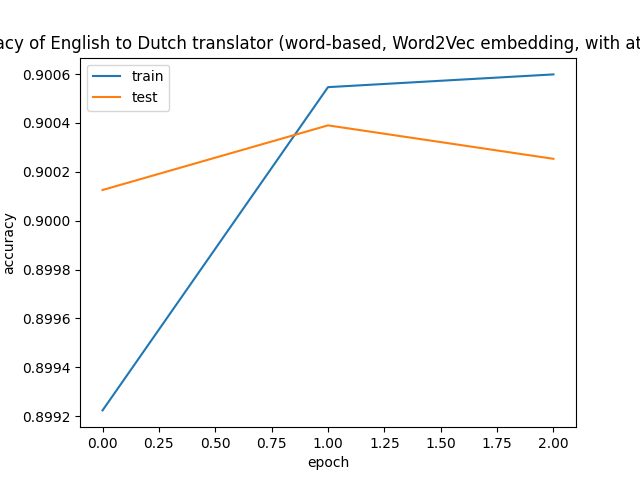 acy of English to Dutch translator (word-based, Word2Vec embedding, with at
train
test
0.9006
0.9004
0.9002
0.9000
0.8998
0.8996
0.8994
0.8992
accuracy
0.00 0.25 0.50 0.75 1.00 1.25 1.50 1.75 2.00
epoch